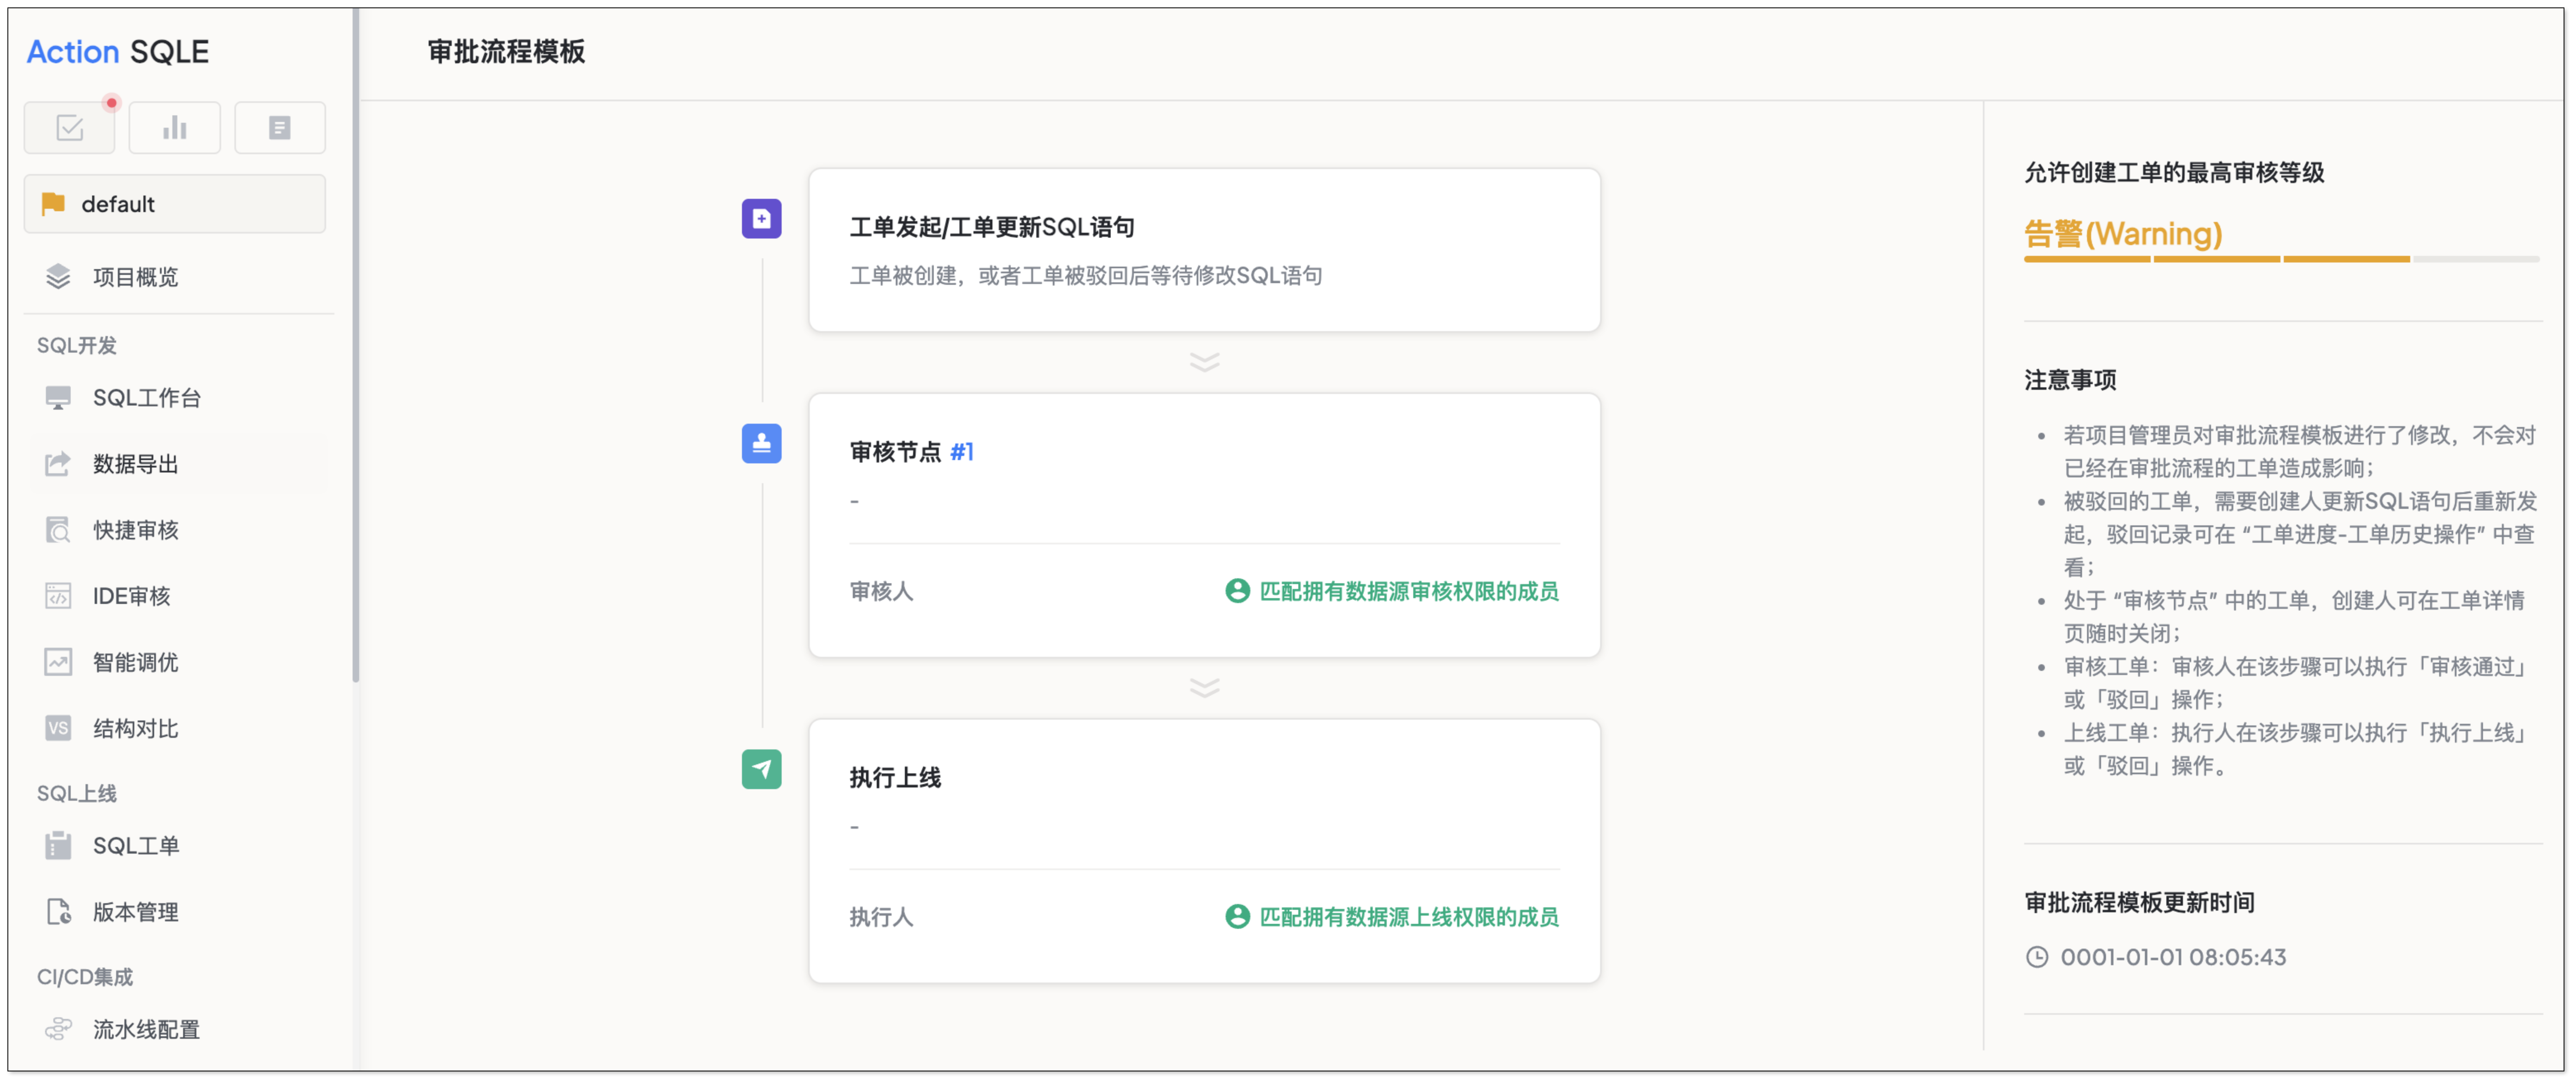 Action SQLE
default
项目概览
SQL开发
SQL工作台
数据导出
快捷审核
IDE审核
智能调优
VS 结构对比
SQL上线
SQL工单
版本管理
CI/CD集成
流水线配置
审批流程模板
工单发起/工单更新SQL语句
工单被创建，或者工单被驳回后等待修改SQL语句
审核节点 #1
-
审核人 匹配拥有数据源审核权限的成员
执行上线
-
执行人 匹配拥有数据源上线权限的成员
允许创建工单的最高审核等级
告警(Warning)
注意事项
• 若项目管理员对审批流程模板进行了修改，不会对
已经在审批流程的工单造成影响；
• 被驳回的工单，需要创建人更新SQL语句后重新发
起，驳回记录可在 “工单进度-工单历史操作” 中查
看；
• 处于 “审核节点” 中的工单，创建人可在工单详情
页随时关闭；
• 审核工单：审核人在该步骤可以执行「审核通过」
或「驳回」操作；
• 上线工单：执行人在该步骤可以执行「执行上线」
或「驳回」操作。
审批流程模板更新时间
0001-01-01 08:05:43